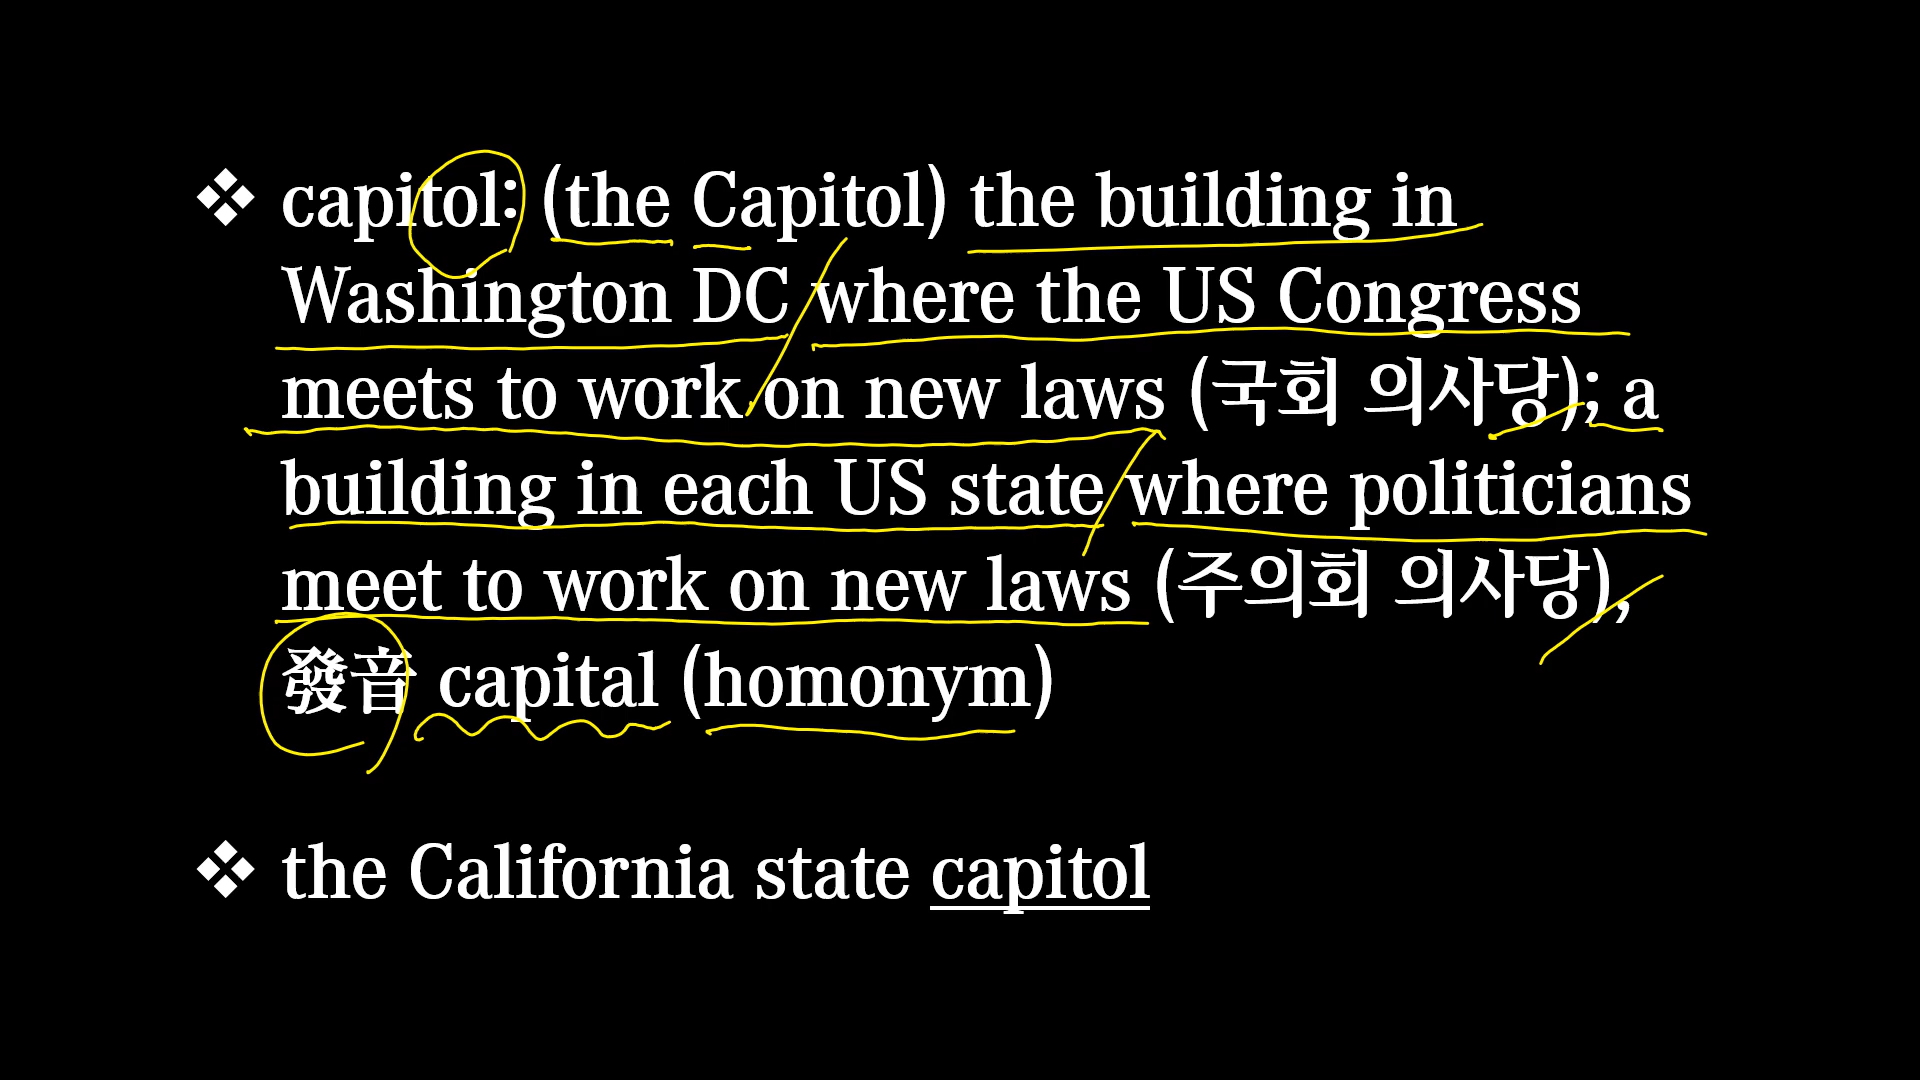 ❖ capitol: (the Capitol) the building in
Washington DC where the US Congress
meets to work on new laws (국회 의사당); a
building in each US state where politicians
meet to work on new laws (주의회 의사당),
發音 capital (homonym)
❖ the California state capitol